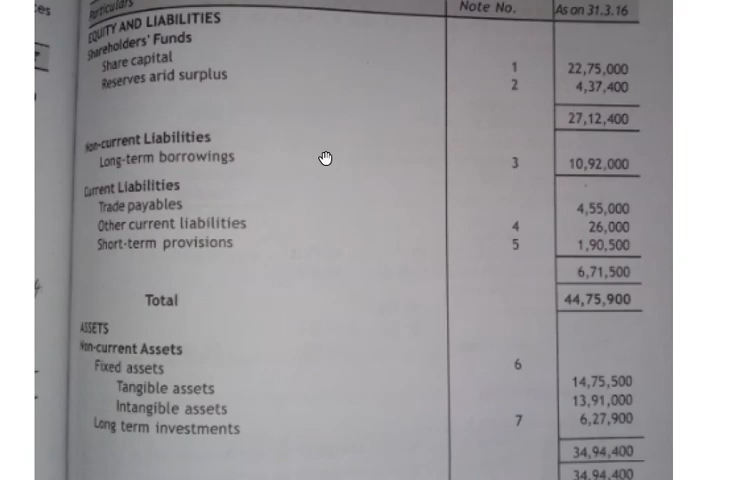 ces
Particulars Note No. As on 31.3.16
EQUITY AND LIABILITIES
Shareholders' Funds
Share capital 1 22,75,000
Reserves arid surplus 2 4,37,400
27,12,400
Non-current Liabilities
Long-term borrowings 3 10,92,000
Current Liabilities
Trade payables 4,55,000
Other current liabilities 4 26,000
Short-term provisions 5 1,90,500
6,71,500
Total 44,75,900
ASSETS
Non-current Assets
Fixed assets 6
Tangible assets 14,75,500
Intangible assets 13,91,000
Long term investments 7 6,27,900
34,94,400
34,94,400